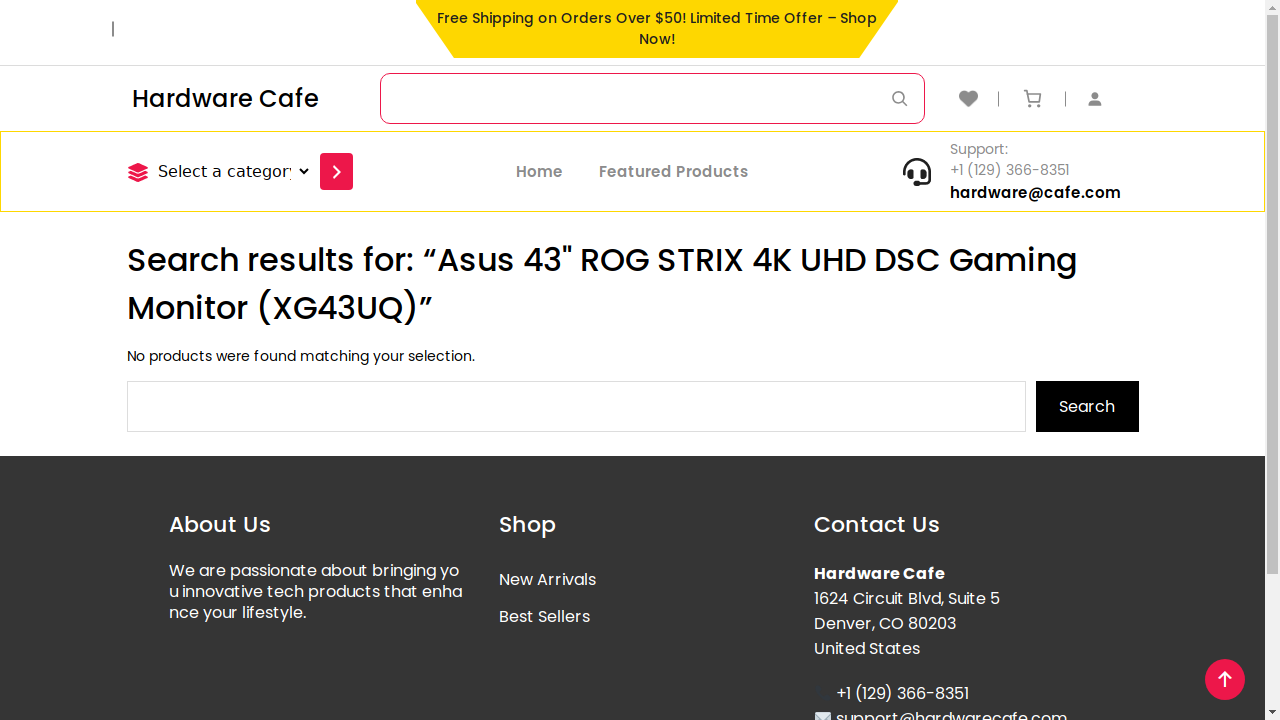 Free Shipping on Orders Over $50! Limited Time Offer – Shop
Now!
Hardware Cafe
Select a category
Home
Featured Products
Support:
+1 (129) 366-8351
hardware@cafe.com
Search results for: “Asus 43" ROG STRIX 4K UHD DSC Gaming
Monitor (XG43UQ)”
No products were found matching your selection.
Search
About Us
We are passionate about bringing yo
u innovative tech products that enha
nce your lifestyle.
Shop
New Arrivals
Best Sellers
Contact Us
Hardware Cafe
1624 Circuit Blvd, Suite 5
Denver, CO 80203
United States
+1 (129) 366-8351
support@hardwarecafe.com